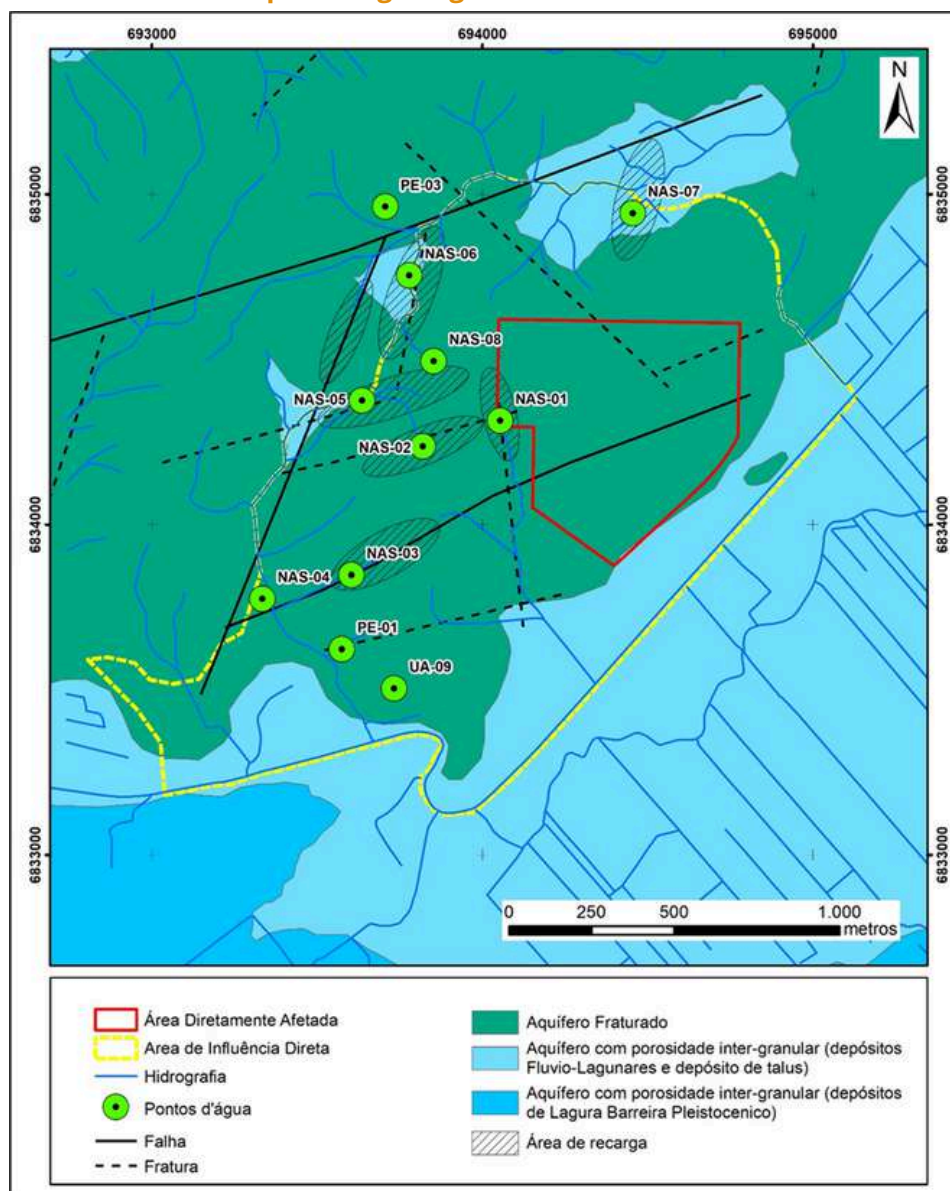 693000
694000
695000
N
6835000
6835000
PE-03
NAS-07
NAS-06
NAS-08
NAS-05
NAS-01
NAS-02
6834000
6834000
NAS-03
NAS-04
PE-01
UA-09
6833000
6833000
0 250 500 1.000
metros
Área Diretamente Afetada
Area de Influência Direta
Hidrografia
Pontos d'água
Falha
Fratura
Aquífero Fraturado
Aquífero com porosidade inter-granular (depósitos
Fluvio-Lagunares e depósito de talus)
Aquífero com porosidade inter-granular (depósitos
de Lagura Barreira Pleistocenico)
Área de recarga